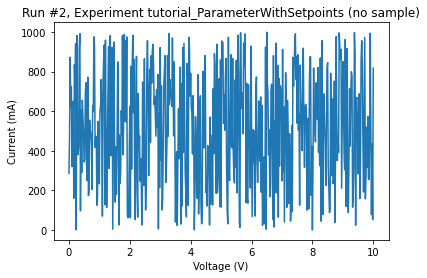 Run #2, Experiment tutorial_ParameterWithSetpoints (no sample)
1000
800
600
400
200
0
Current (mA)
0 2 4 6 8 10
Voltage (V)